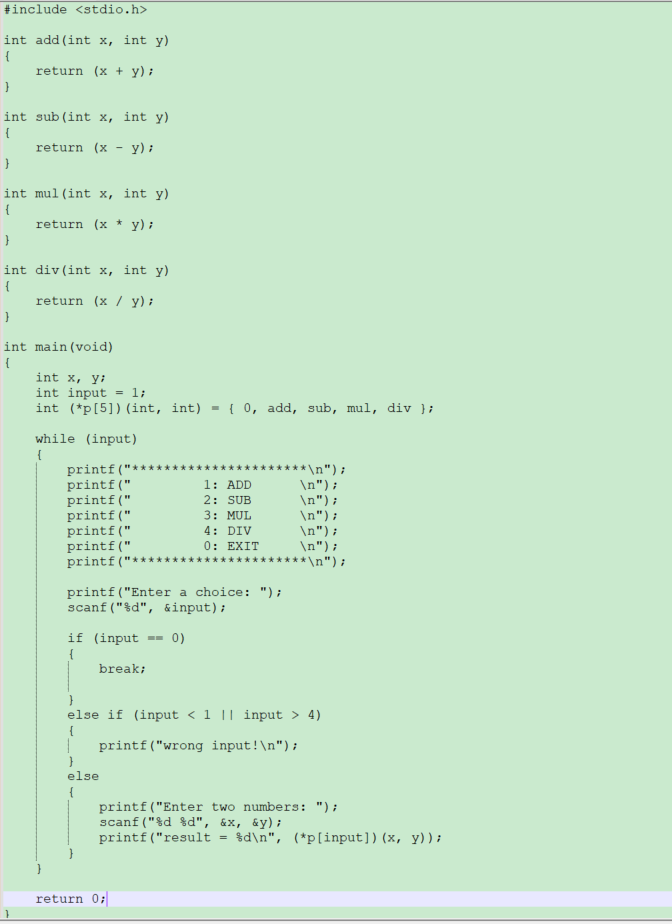 #include <stdio.h>

int add(int x, int y)
{
    return (x + y);
}

int sub(int x, int y)
{
    return (x - y);
}

int mul(int x, int y)
{
    return (x * y);
}

int div(int x, int y)
{
    return (x / y);
}

int main(void)
{
    int x, y;
    int input = 1;
    int (*p[5])(int, int) = { 0, add, sub, mul, div };

    while (input)
    {
        printf("**********************\n");
        printf("         1: ADD      \n");
        printf("         2: SUB      \n");
        printf("         3: MUL      \n");
        printf("         4: DIV      \n");
        printf("         0: EXIT     \n");
        printf("**********************\n");

        printf("Enter a choice: ");
        scanf("%d", &input);

        if (input == 0)
        {
            break;

        }
        else if (input < 1 || input > 4)
        {
            printf("wrong input!\n");
        }
        else
        {
            printf("Enter two numbers: ");
            scanf("%d %d", &x, &y);
            printf("result = %d\n", (*p[input])(x, y));
        }
    }

    return 0;
}